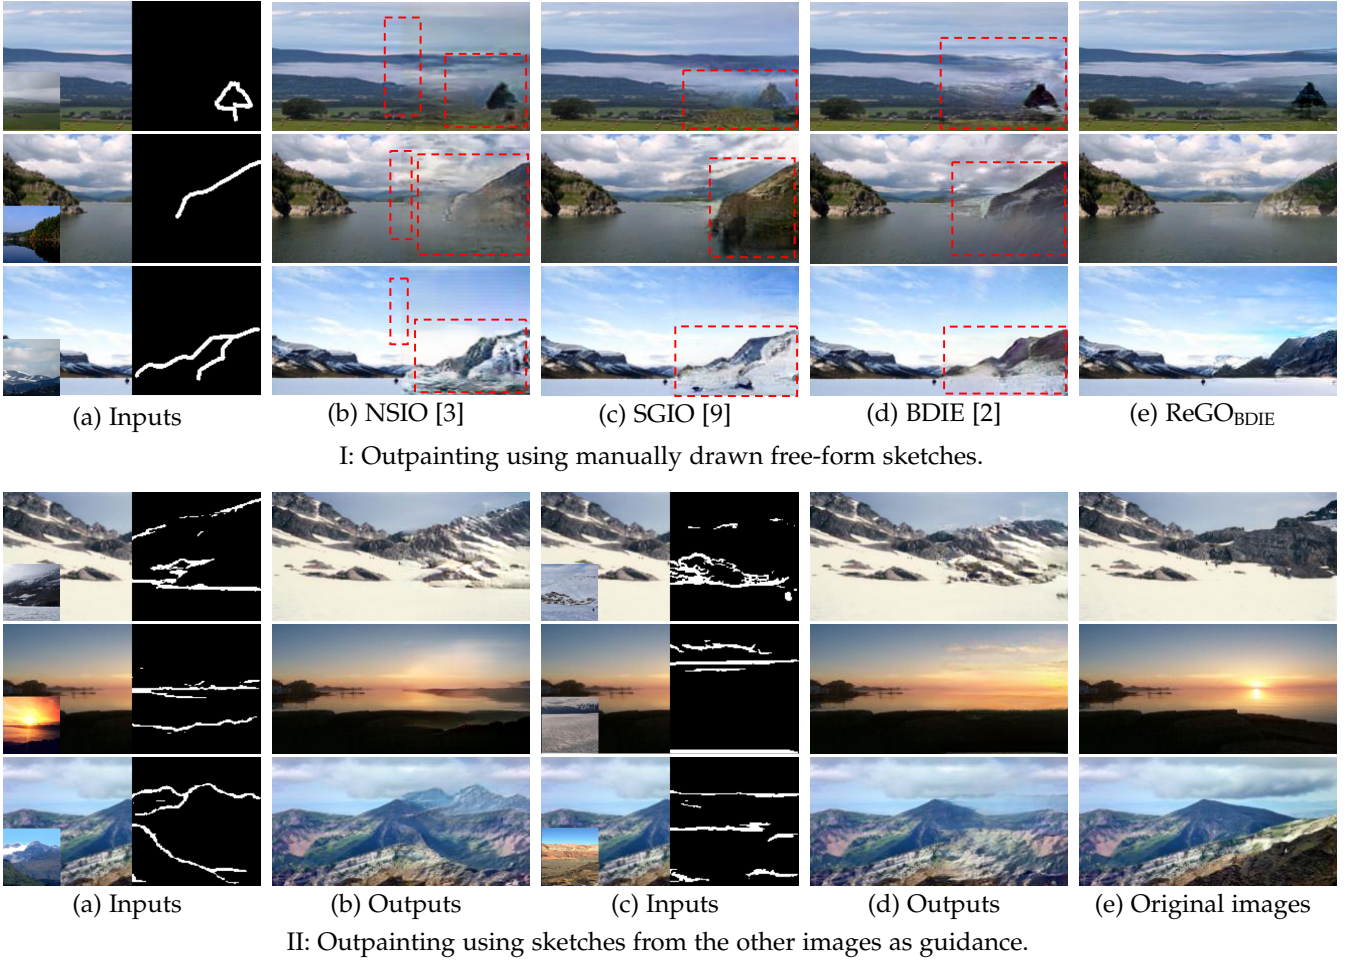 (a) Inputs
(b) NSIO [3]
(c) SGIO [9]
(d) BDIE [2]
(e) ReGO_BDIE
I: Outpainting using manually drawn free-form sketches.
(a) Inputs
(b) Outputs
(c) Inputs
(d) Outputs
(e) Original images
II: Outpainting using sketches from the other images as guidance.